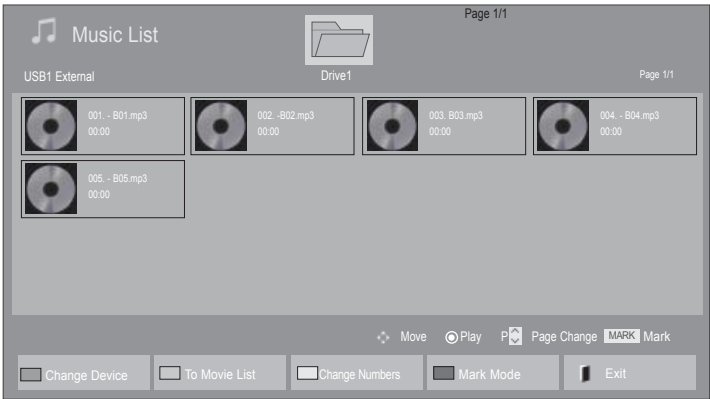 Page 1/1
Music List
USB1 External
Drive1
Page 1/1
001. - B01.mp3
00:00
002. -B02.mp3
00:00
003. B03.mp3
00:00
004. - B04.mp3
00:00
005. - B05.mp3
00:00
Move Play P Page Change MARK Mark
Change Device To Movie List Change Numbers Mark Mode Exit